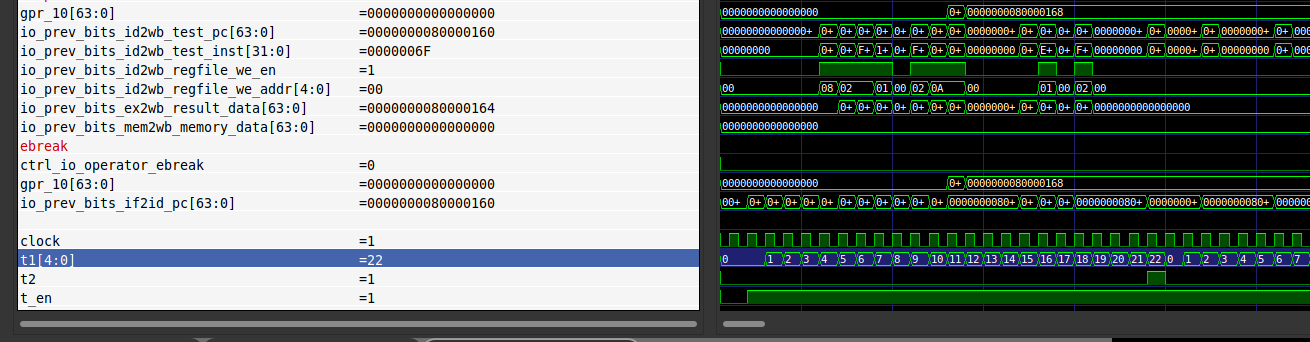 gpr_10[63:0] =0000000000000000 0000000000000000 0+ 0000000080000168
io_prev_bits_id2wb_test_pc[63:0] =0000000080000160 0000000000000000+ 0+ 0+ 0+ 0+ 0+ 0+ 0+ 0+ 0000000+ 0+ 0+ 0+ 0+ 0000000+ 0+ 0000+ 0+ 0000000+ 0+ 000
io_prev_bits_id2wb_test_inst[31:0] =0000006F 00000000 0+ 0+ F+ 1+ 0+ F+ 0+ 0+ 00000000 0+ E+ 0+ F+ 00000000 0+ 0000+ 0+ 00000000 0+ 000
io_prev_bits_id2wb_regfile_we_en =1
io_prev_bits_id2wb_regfile_we_addr[4:0] =00 00 08 02 01 00 02 0A 00 01 00 02 00
io_prev_bits_ex2wb_result_data[63:0] =0000000080000164 0000000000000000 0+ 0+ 0+ 0+ 0+ 0+ 0+ 0000000+ 0+ 0+ 0+ 0+ 0000000000000000
io_prev_bits_mem2wb_memory_data[63:0] =0000000000000000 0000000000000000
ebreak
ctrl_io_operator_ebreak =0
gpr_10[63:0] =0000000000000000 0000000000000000 0+ 0000000080000168
io_prev_bits_if2id_pc[63:0] =0000000080000160 00+ 0+ 0+ 0+ 0+ 0+ 0+ 0+ 0+ 0+ 0+ 0+ 0000000080+ 0+ 0+ 0+ 0000000080+ 0000+ 0000000080+ 000000
clock =1
t1[4:0] =22 0 1 2 3 4 5 6 7 8 9 10 11 12 13 14 15 16 17 18 19 20 21 22 0 1 2 3 4 5 6 7
t2 =1
t_en =1